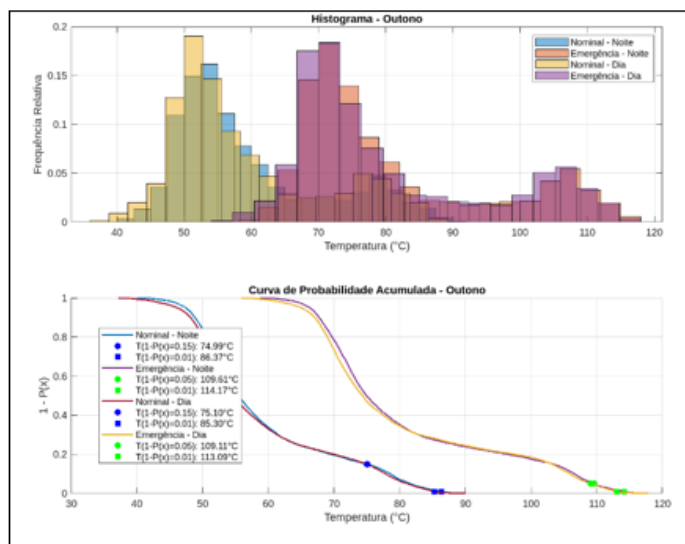 Histograma - Outono
Nominal - Noite
Emergência - Noite
Nominal - Dia
Emergência - Dia
0.2
0.15
0.1
0.05
0
Frequência Relativa
40 50 60 70 80 90 100 110 120
Temperatura (°C)
Curva de Probabilidade Acumulada - Outono
1
0.8
0.6
0.4
0.2
0
1 - P(x)
Nominal - Noite
T(1-P(x)=0.15): 74.99°C
T(1-P(x)=0.01): 86.37°C
Emergência - Noite
T(1-P(x)=0.05): 109.61°C
T(1-P(x)=0.01): 114.17°C
Nominal - Dia
T(1-P(x)=0.15): 75.10°C
T(1-P(x)=0.01): 85.30°C
Emergência - Dia
T(1-P(x)=0.05): 109.11°C
T(1-P(x)=0.01): 113.09°C
30 40 50 60 70 80 90 100 110 120
Temperatura (°C)